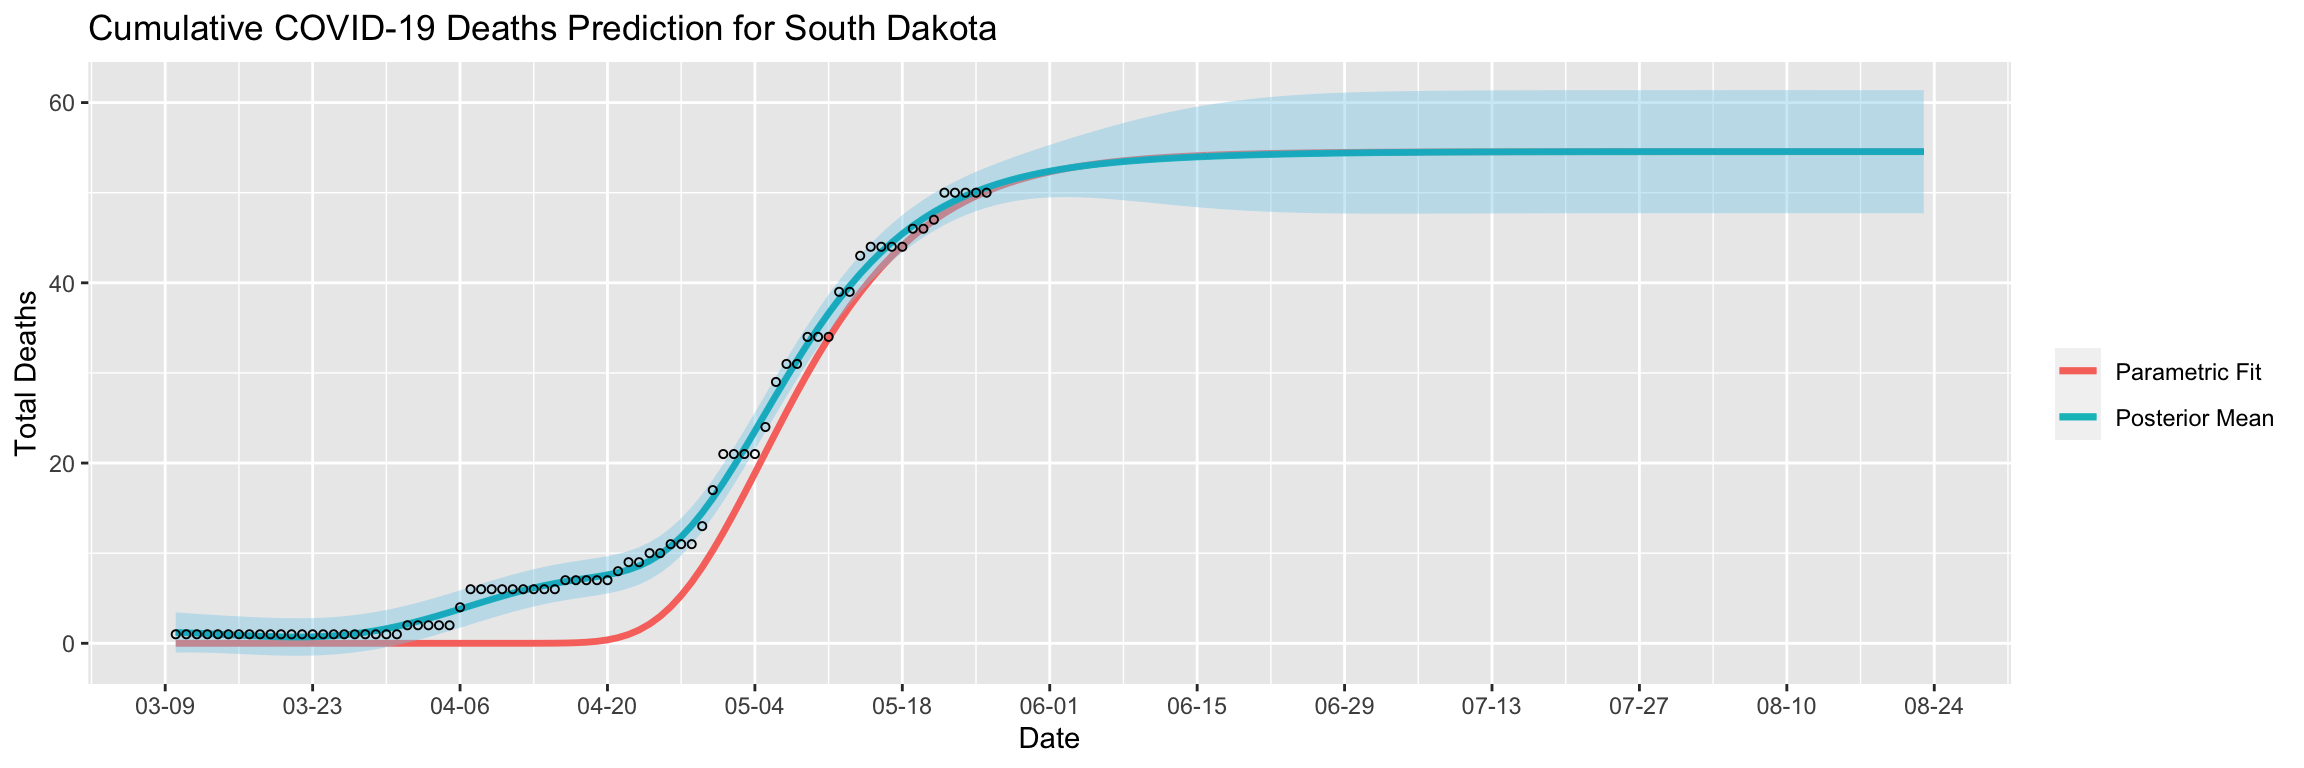 Cumulative COVID-19 Deaths Prediction for South Dakota
Total Deaths
60
40
20
0
03-09 03-23 04-06 04-20 05-04 05-18 06-01 06-15 06-29 07-13 07-27 08-10 08-24
Date
Parametric Fit
Posterior Mean